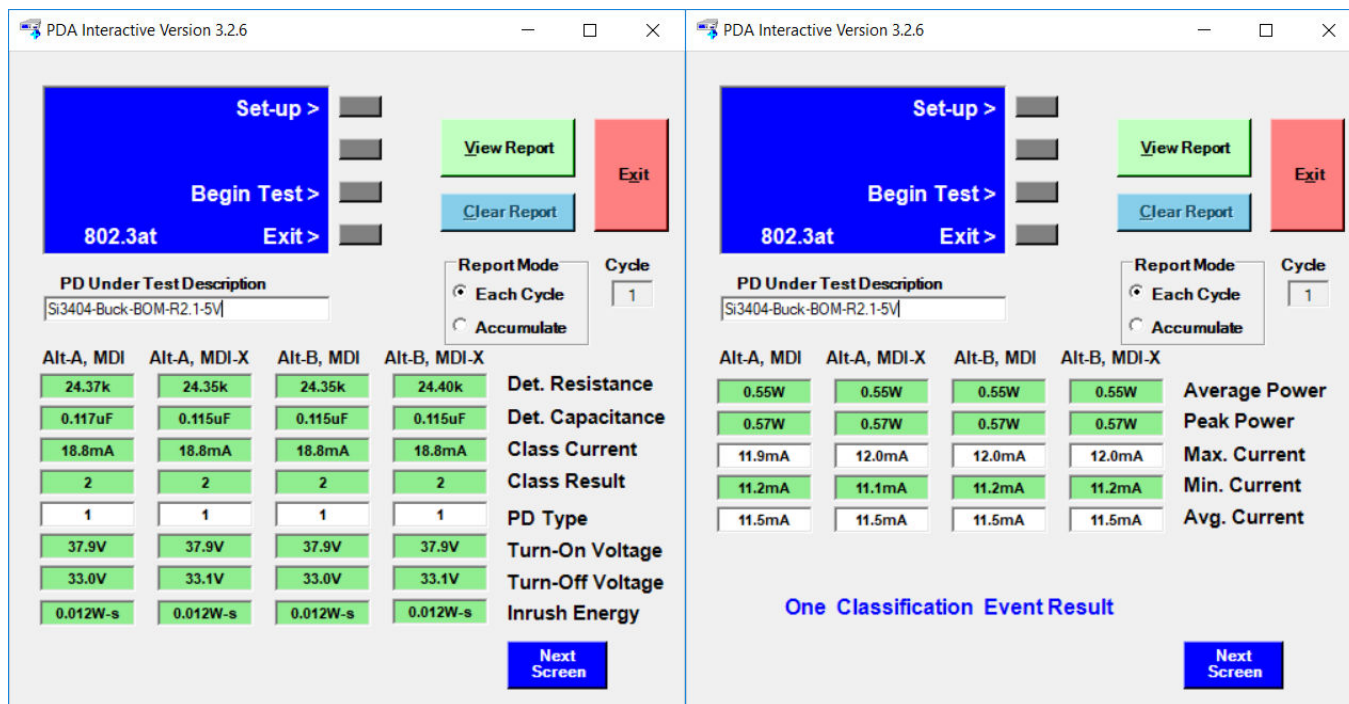 PDA Interactive Version 3.2.6
Set-up >
Begin Test >
802.3at Exit >
View Report
Clear Report
Exit
PD Under Test Description
Si3404-Buck-BOM-R2.1-5V
Report Mode
Each Cycle
Accumulate
Cycle
1
Alt-A, MDI Alt-A, MDI-X Alt-B, MDI Alt-B, MDI-X
24.37k 24.35k 24.35k 24.40k Det. Resistance
0.117uF 0.115uF 0.115uF 0.115uF Det. Capacitance
18.8mA 18.8mA 18.8mA 18.8mA Class Current
2 2 2 2 Class Result
1 1 1 1 PD Type
37.9V 37.9V 37.9V 37.9V Turn-On Voltage
33.0V 33.1V 33.0V 33.1V Turn-Off Voltage
0.012W-s 0.012W-s 0.012W-s 0.012W-s Inrush Energy
Next
Screen
PDA Interactive Version 3.2.6
Set-up >
Begin Test >
802.3at Exit >
View Report
Clear Report
Exit
PD Under Test Description
Si3404-Buck-BOM-R2.1-5V
Report Mode
Each Cycle
Accumulate
Cycle
1
Alt-A, MDI Alt-A, MDI-X Alt-B, MDI Alt-B, MDI-X
0.55W 0.55W 0.55W 0.55W Average Power
0.57W 0.57W 0.57W 0.57W Peak Power
11.9mA 12.0mA 12.0mA 12.0mA Max. Current
11.2mA 11.1mA 11.2mA 11.2mA Min. Current
11.5mA 11.5mA 11.5mA 11.5mA Avg. Current
One Classification Event Result
Next
Screen